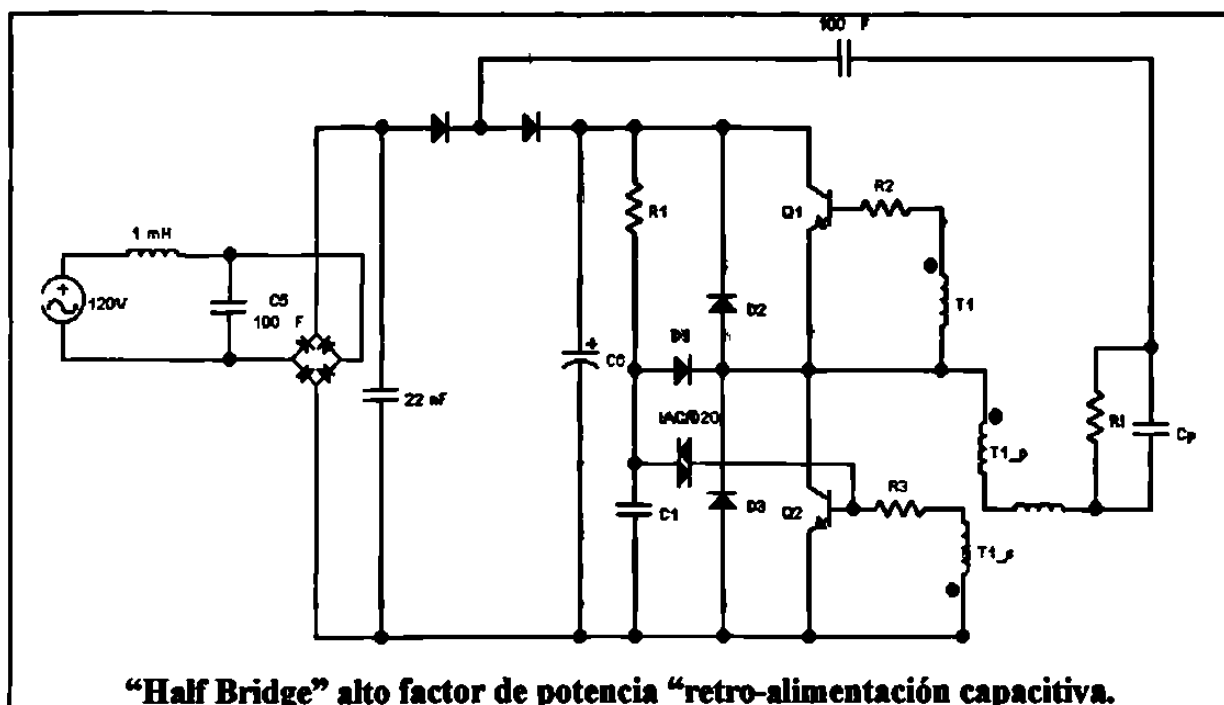 100 F
1 mH
120V
C5
100 F
22 nF
C6
R1
D2
C1
D3
Q1
R2
T1
Q2
R3
T1_s
T1_p
Rl
Cp
“Half Bridge” alto factor de potencia “retro-alimentación capacitiva.